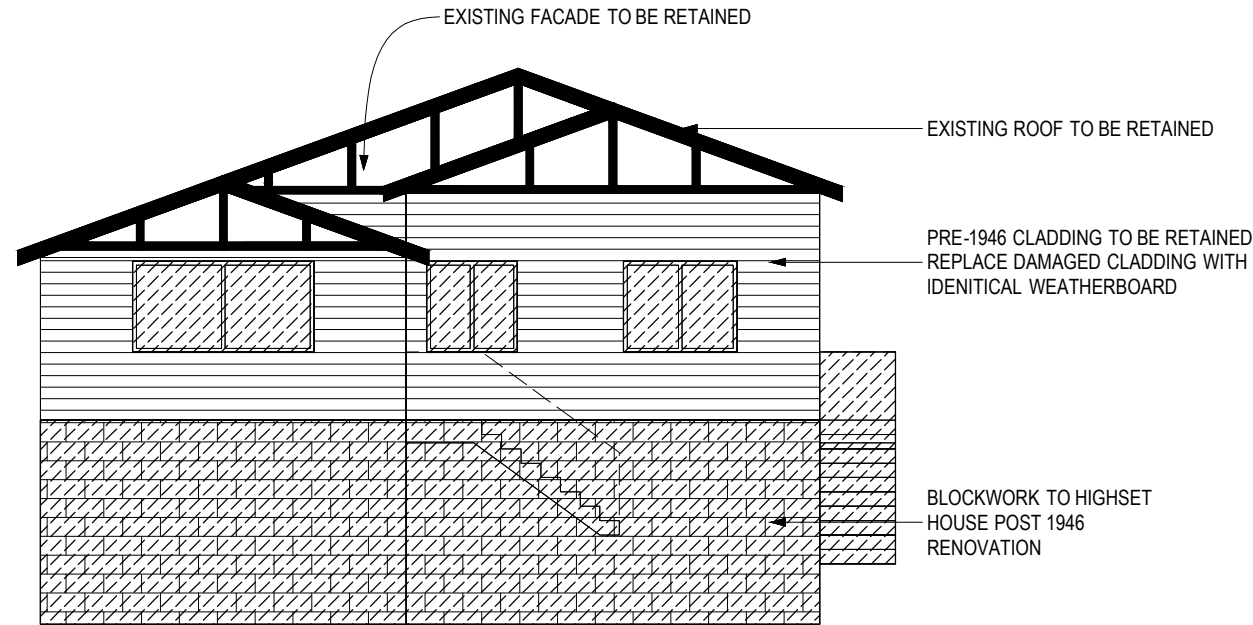 EXISTING FACADE TO BE RETAINED
EXISTING ROOF TO BE RETAINED
PRE-1946 CLADDING TO BE RETAINED
REPLACE DAMAGED CLADDING WITH
IDENITICAL WEATHERBOARD
BLOCKWORK TO HIGHSET
HOUSE POST 1946
RENOVATION